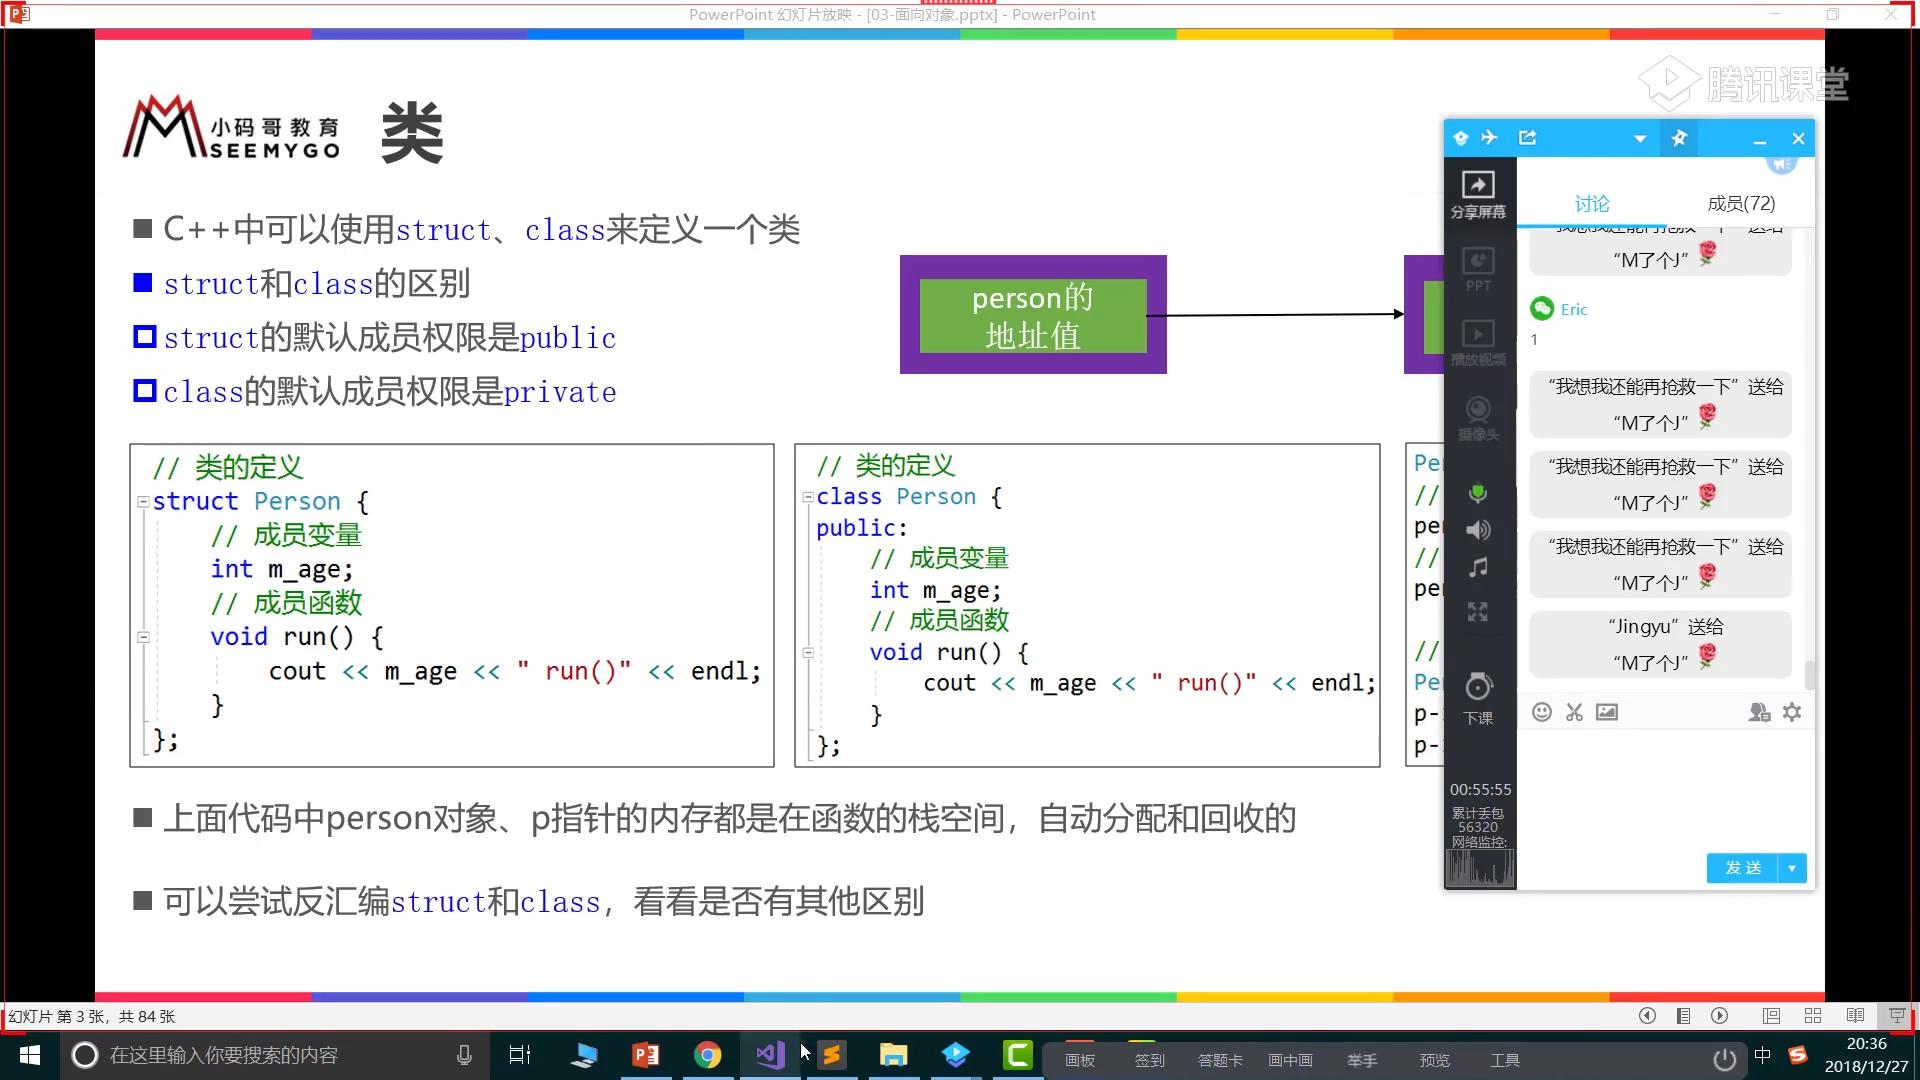 PowerPoint 幻灯片放映 - [03-面向对象.pptx] - PowerPoint
腾讯课堂
小码哥教育
SEEMYGO
类
C++中可以使用struct、class来定义一个类
struct和class的区别
struct的默认成员权限是public
class的默认成员权限是private
person的
地址值
// 类的定义
struct Person {
// 成员变量
int m_age;
// 成员函数
void run() {
cout << m_age << " run()" << endl;
}
};
// 类的定义
class Person {
public:
// 成员变量
int m_age;
// 成员函数
void run() {
cout << m_age << " run()" << endl;
}
};
//
//
//
p-
p-
上面代码中person对象、p指针的内存都是在函数的栈空间，自动分配和回收的
可以尝试反汇编struct和class，看看是否有其他区别
分享屏幕
PPT
播放视频
摄像头
下课
00:55:55
累计丢包
56320
网络监控:
讨论
成员(72)
“M了个J”
Eric
1
“我想我还能再抢救一下”送给
“M了个J”
“我想我还能再抢救一下”送给
“M了个J”
“我想我还能再抢救一下”送给
“M了个J”
“Jingyu”送给
“M了个J”
发送
幻灯片 第 3 张，共 84 张
在这里输入你要搜索的内容
画板
签到
答题卡
画中画
举手
预览
工具
中
20:36
2018/12/27